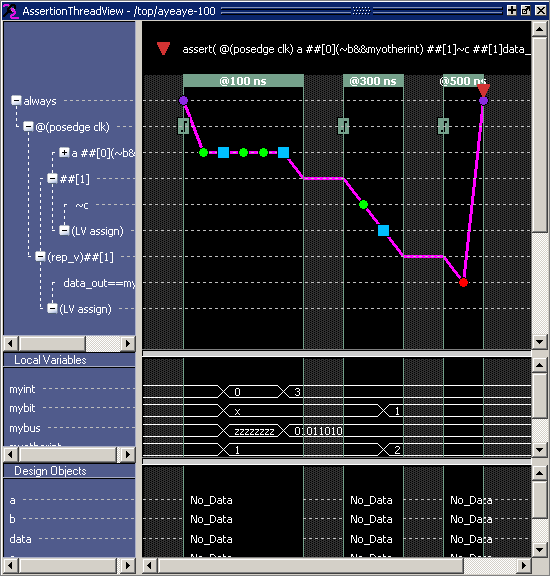 AssertionThreadView - /top/ayeaye-100
assert( @(posedge clk) a ##[0](~b&&myotherint) ##[1]~c ##[1]data_
@100 ns @300 ns @500 ns
always
@(posedge clk)
a ##[0](~b&
##[1]
~c
(LV assign)
(rep_v)##[1]
data_out==my
(LV assign)
Local Variables
myint 0 3
mybit x 1
mybus zzzzzzzz 01011010
myotherint 1 2
Design Objects
a No_Data No_Data No_Data
b No_Data No_Data No_Data
data No_Data No_Data No_Data
No_Data No_Data No_Data